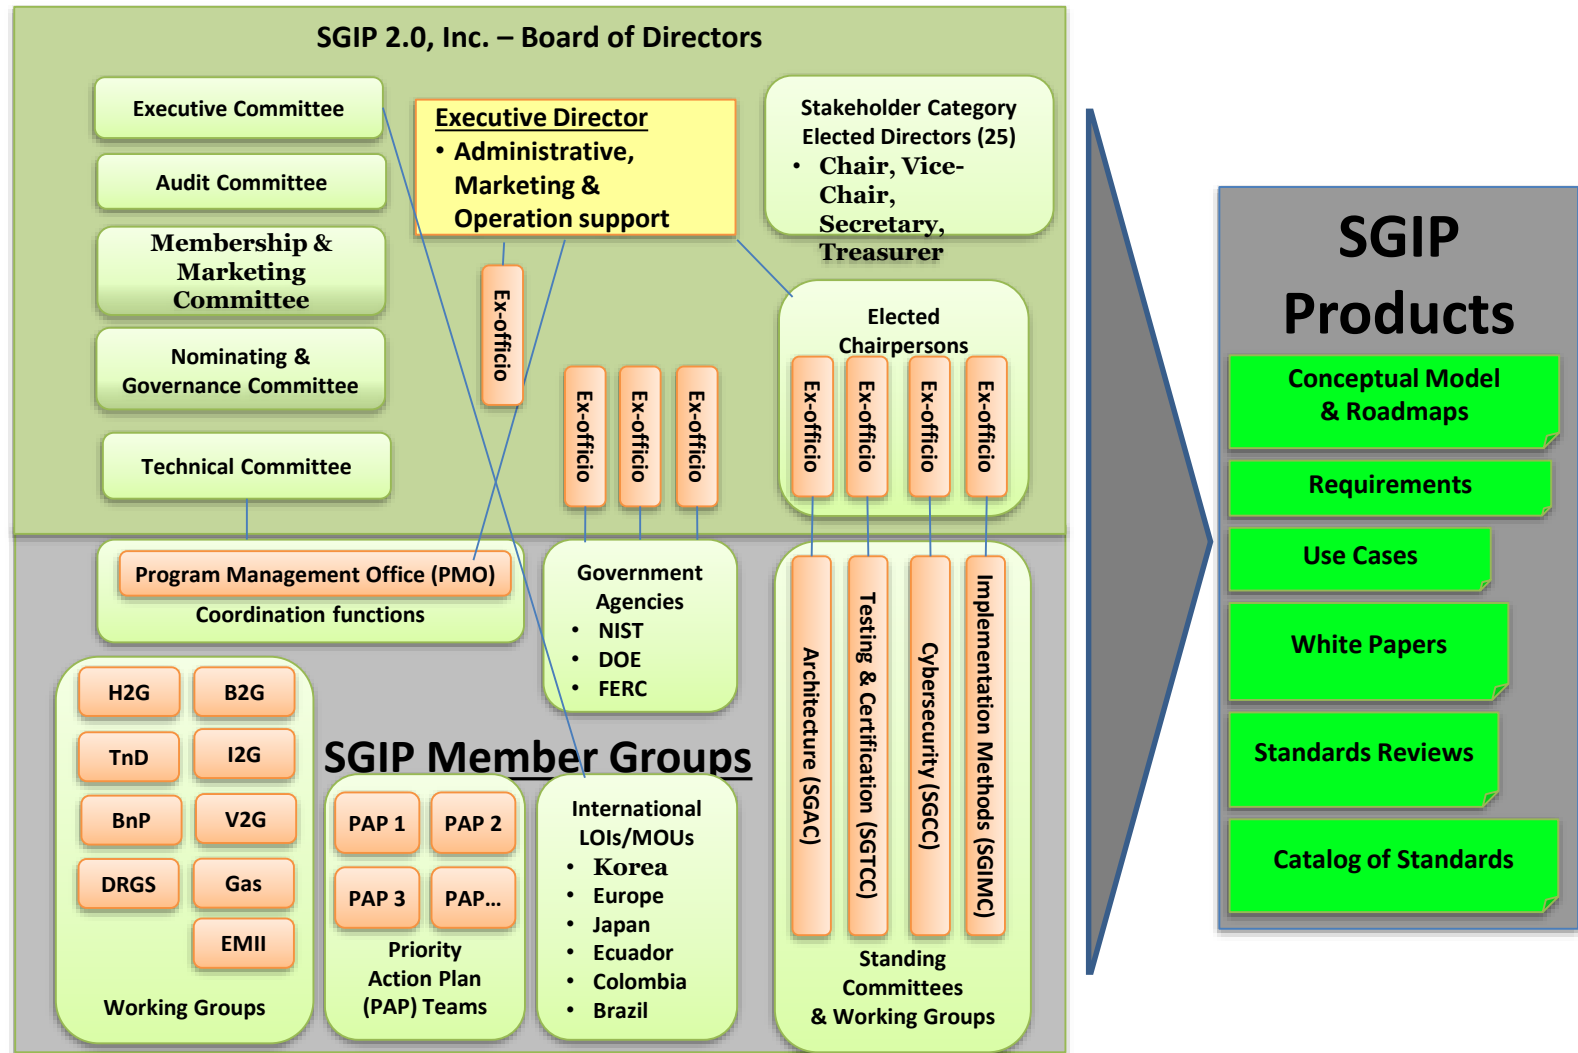 SGIP 2.0, Inc. – Board of Directors
Executive Committee
Audit Committee
Membership &
Marketing
Committee
Nominating &
Governance Committee
Technical Committee
Executive Director
• Administrative,
Marketing &
Operation support
Stakeholder Category
Elected Directors (25)
• Chair, Vice-
Chair,
Secretary,
Treasurer
Ex-officio
Ex-officio
Ex-officio
Ex-officio
Elected
Chairpersons
Ex-officio
Ex-officio
Ex-officio
Ex-officio
Program Management Office (PMO)
Coordination functions
Government
Agencies
• NIST
• DOE
• FERC
Architecture (SGAC)
Testing & Certification (SGTCC)
Cybersecurity (SGCC)
Implementation Methods (SGIMC)
Standing
Committees
& Working Groups
SGIP Member Groups
H2G
B2G
TnD
I2G
BnP
V2G
DRGS
Gas
EMII
Working Groups
PAP 1
PAP 2
PAP 3
PAP...
Priority
Action Plan
(PAP) Teams
International
LOIs/MOUs
• Korea
• Europe
• Japan
• Ecuador
• Colombia
• Brazil
SGIP
Products
Conceptual Model
& Roadmaps
Requirements
Use Cases
White Papers
Standards Reviews
Catalog of Standards